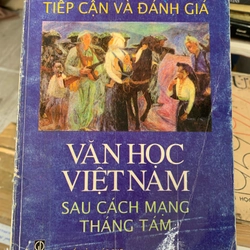 TIẾP CẬN VÀ ĐÁNH GIÁ
VĂN HỌC
VIỆT NAM
SAU CÁCH MẠNG
THÁNG TÁM